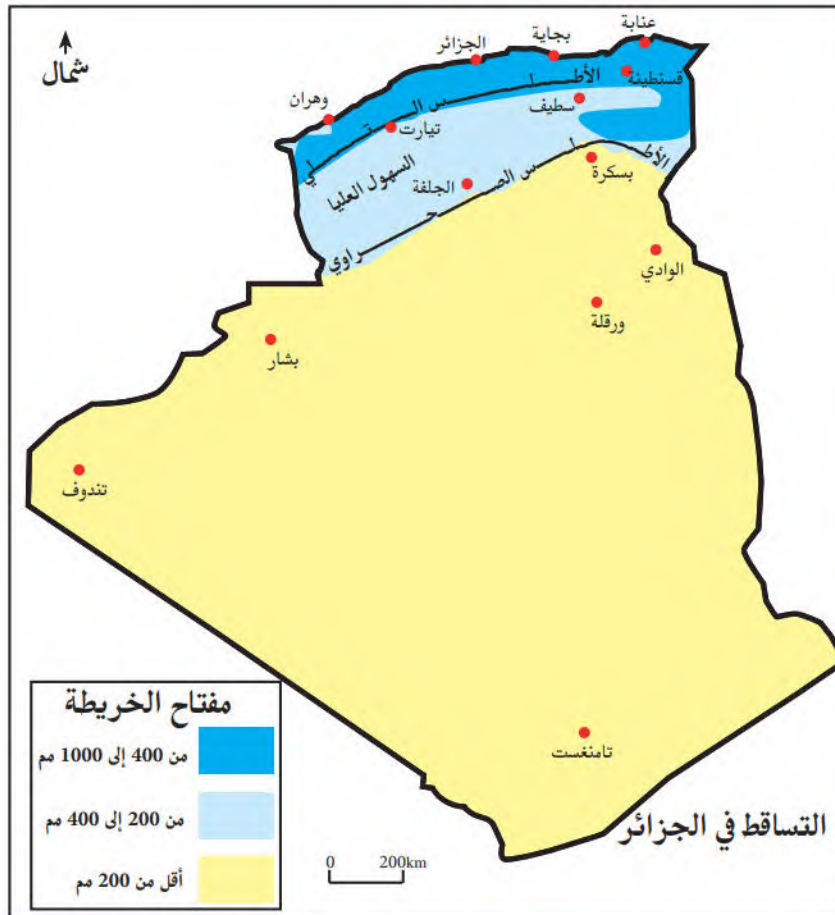 شمال
عنابة
بجاية
الجزائر
قسنطينة
سطيف
وهران
تيارت
الأطلس التلي
السهول العليا
الجلفة
بسكرة
الأطلس الصحراوي
الوادي
ورقلة
بشار
تندوف
تامنغست
مفتاح الخريطة
من 400 إلى 1000 مم
من 200 إلى 400 مم
أقل من 200 مم
0 200km
التساقط في الجزائر